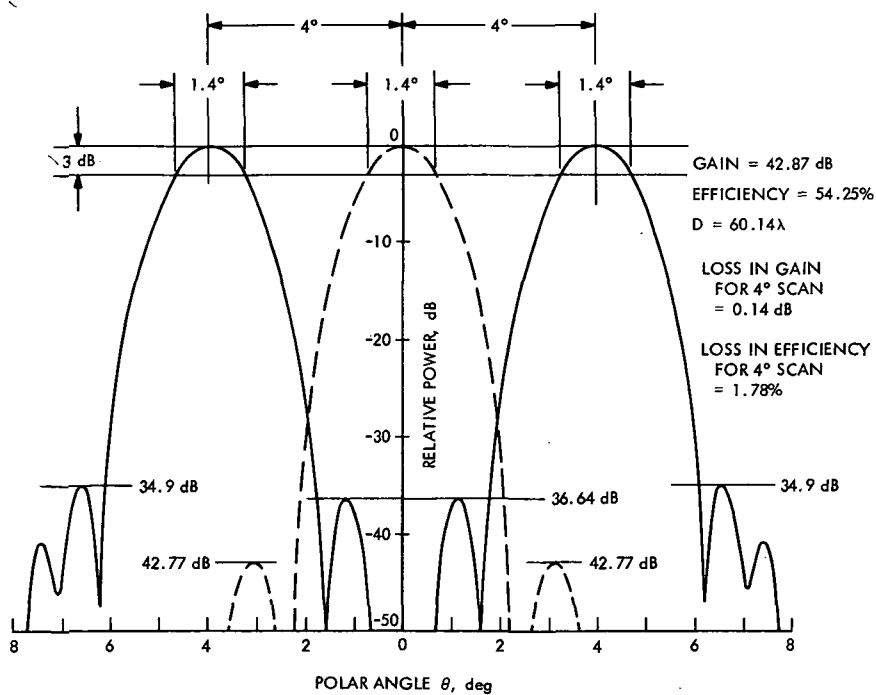 4° 4°
1.4° 1.4° 1.4°
3 dB
0
-10
-20
-30
-40
-50
RELATIVE POWER, dB
GAIN = 42.87 dB
EFFICIENCY = 54.25%
D = 60.14λ
LOSS IN GAIN
FOR 4° SCAN
= 0.14 dB
LOSS IN EFFICIENCY
FOR 4° SCAN
= 1.78%
34.9 dB
36.64 dB
34.9 dB
42.77 dB
42.77 dB
8 6 4 2 0 2 4 6 8
POLAR ANGLE θ, deg